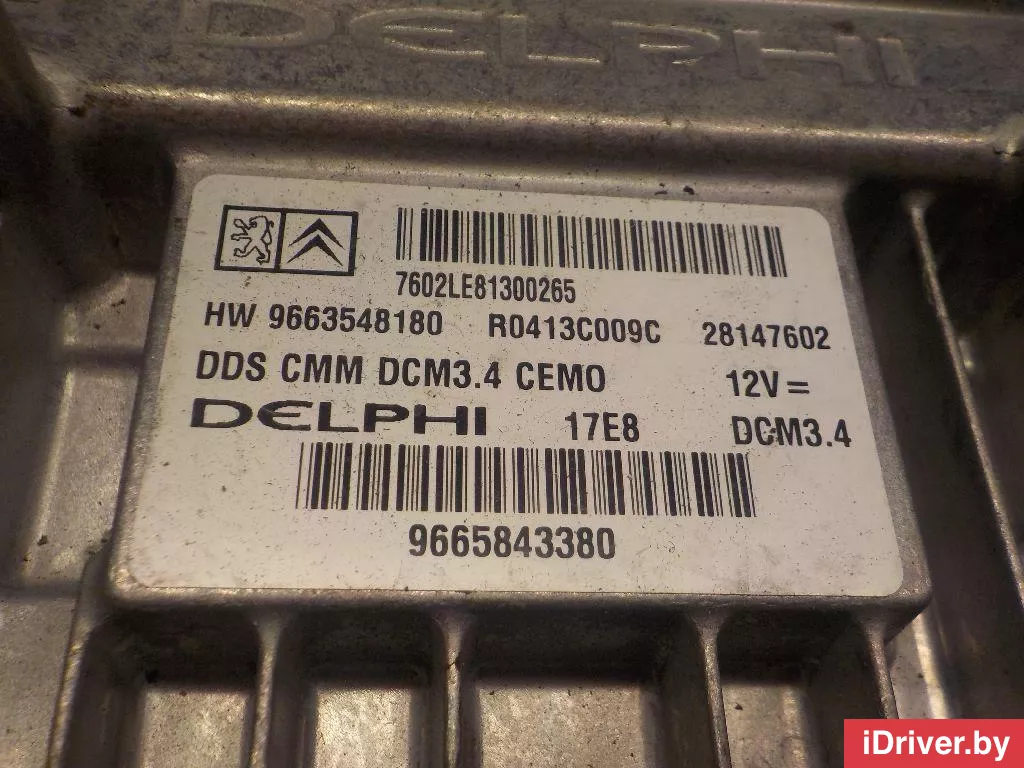 DELPHI
7602LE81300265
HW 9663548180 R0413C009C 28147602
DDS CMM DCM3.4 CEMO 12V =
DELPHI 17E8 DCM3.4
9665843380
iDriver.by